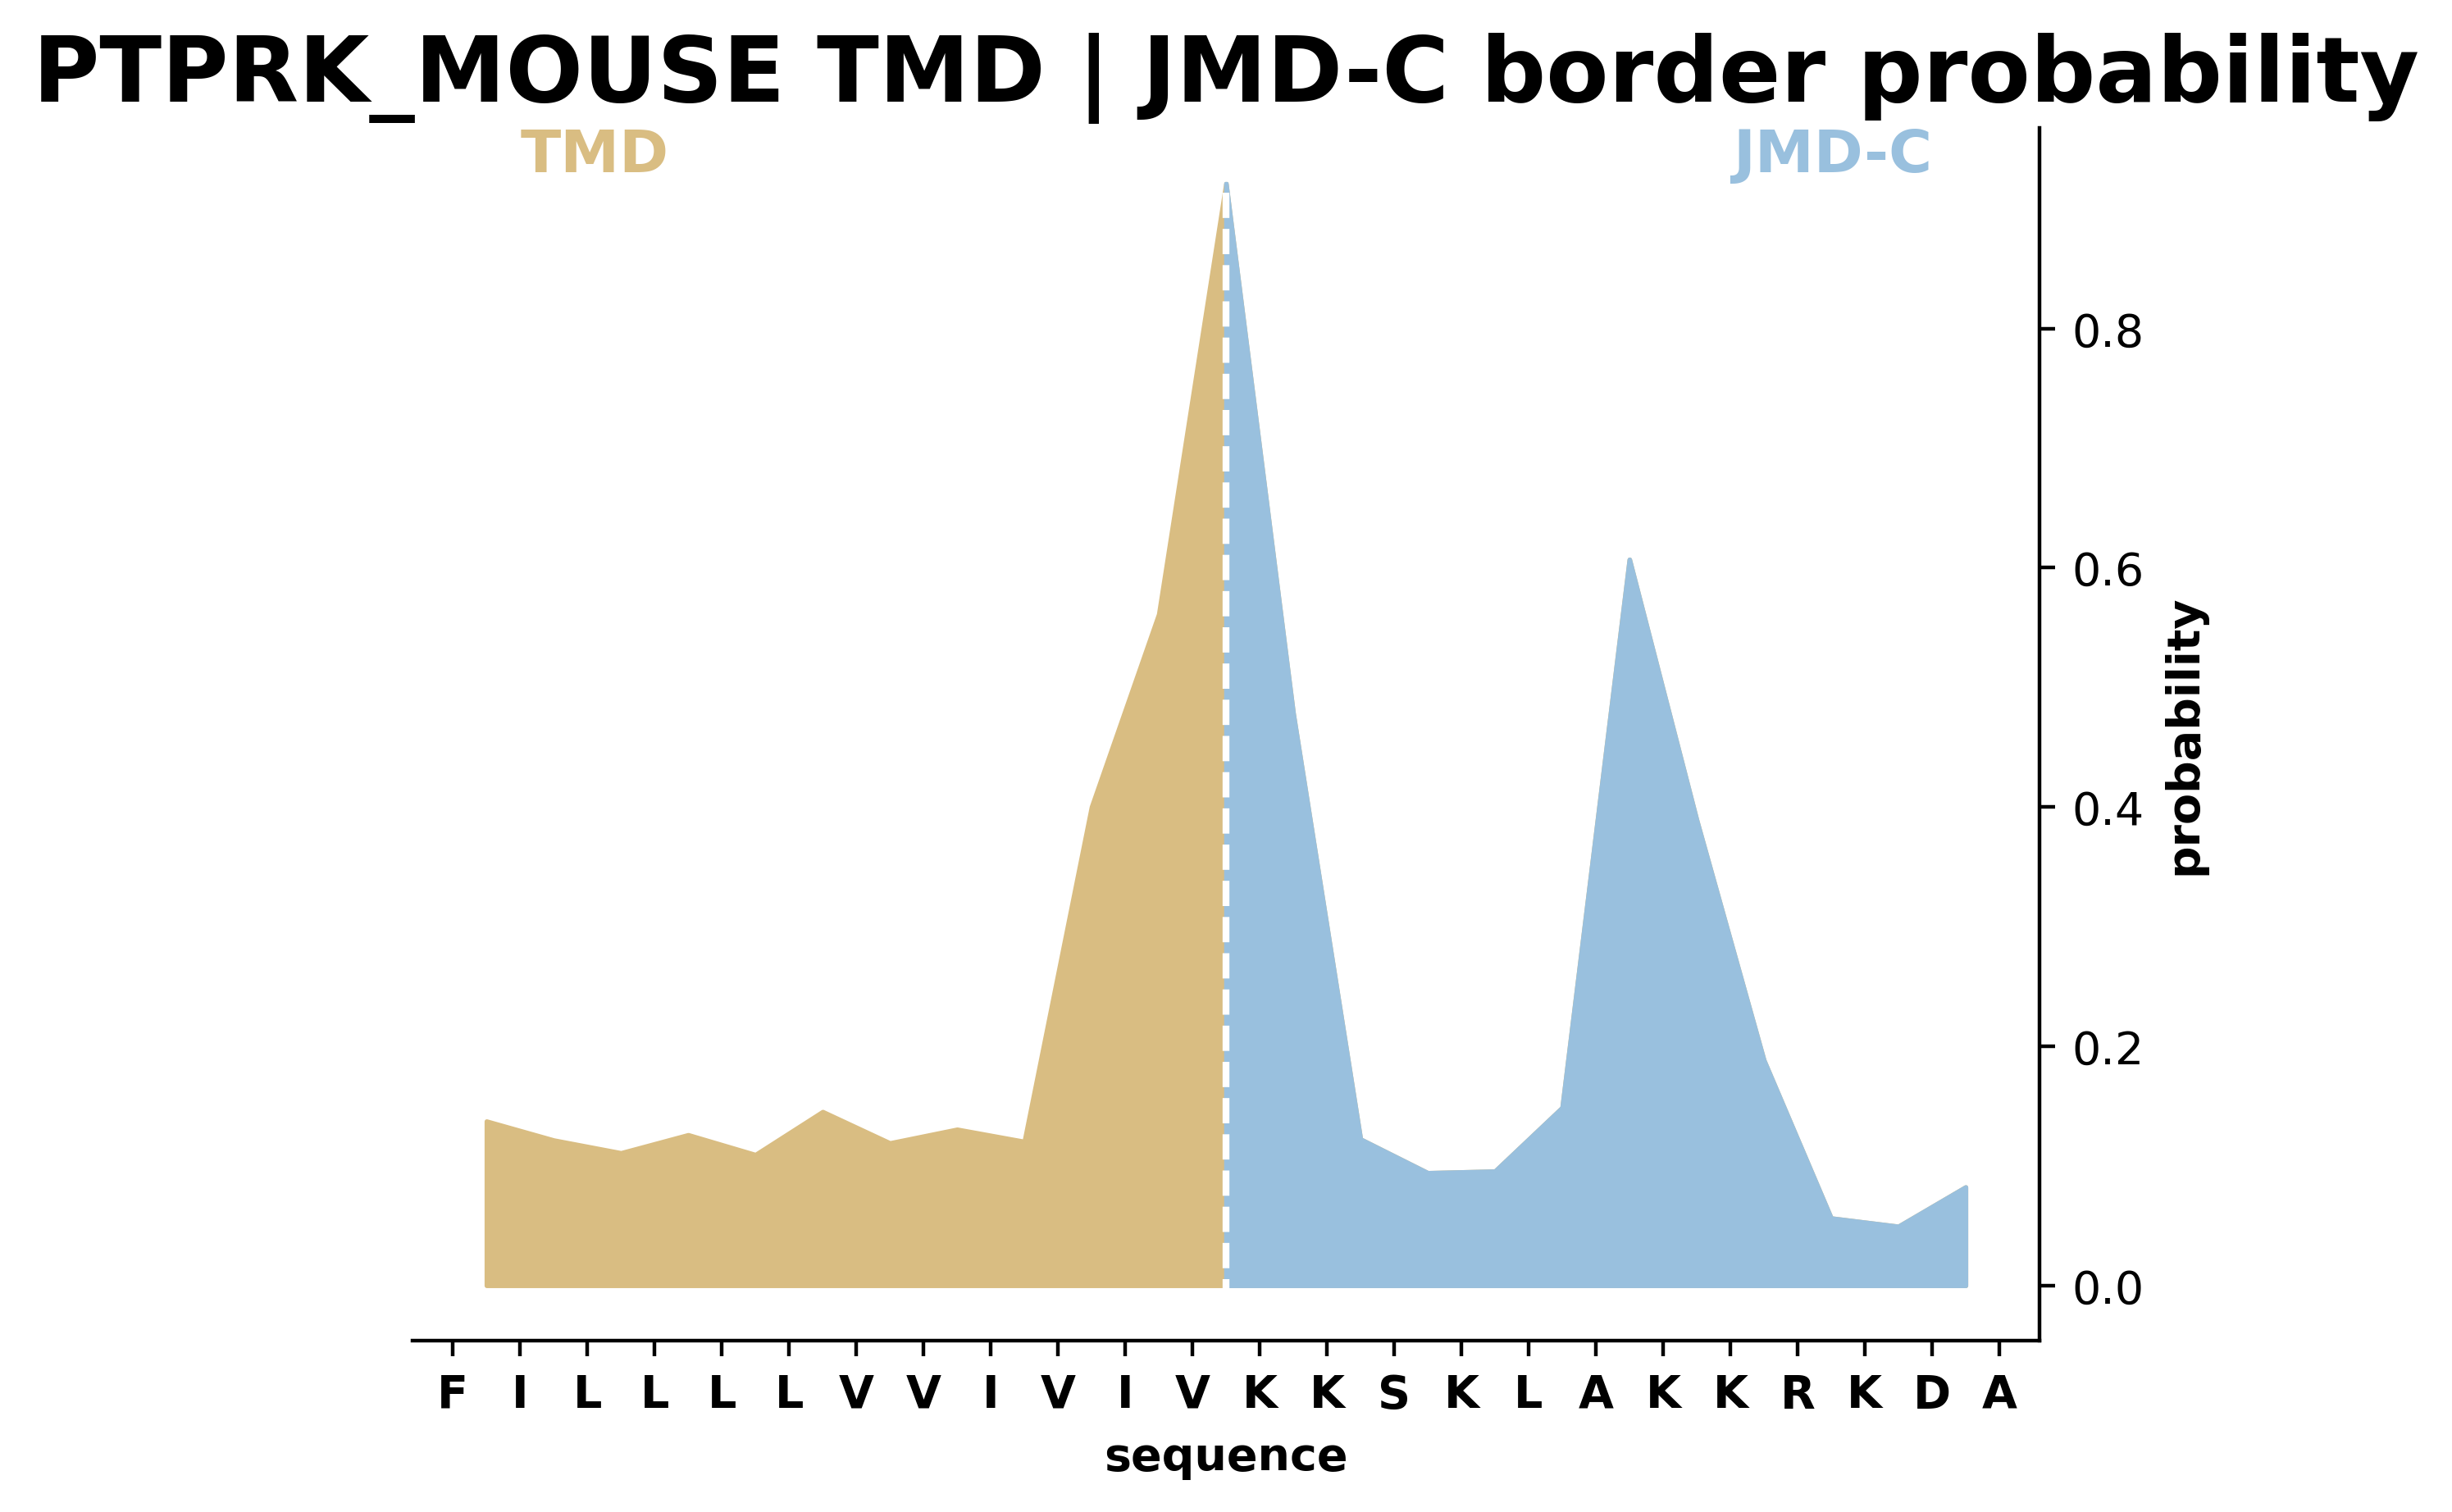 PTPRK_MOUSE TMD | JMD-C border probability
TMD JMD-C
0.8
0.6
0.4
0.2
0.0
probability
F I L L L L V V I V I V K K S K L A K K R K D A
sequence